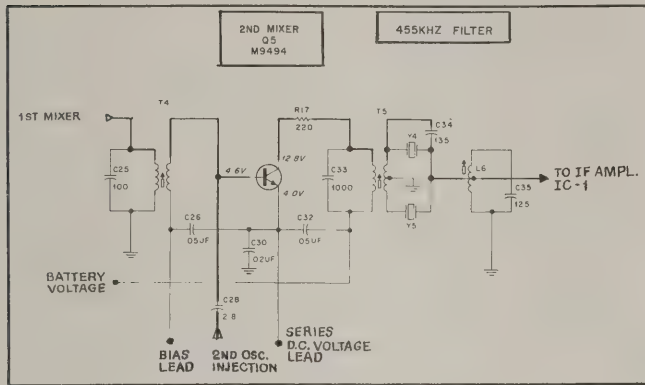 2ND MIXER
Q5
M9494
455KHZ FILTER
1ST MIXER
T4
R17
220
T5
C34
135
Y4
C25
100
4.6V
12.8V
4.0V
C33
1000
L6
C35
125
TO IF AMPL.
IC-1
Y5
C26
.05UF
C32
.05UF
C30
.02UF
BATTERY
VOLTAGE
C28
2.8
BIAS
LEAD
2ND OSC.
INJECTION
SERIES
D.C. VOLTAGE
LEAD